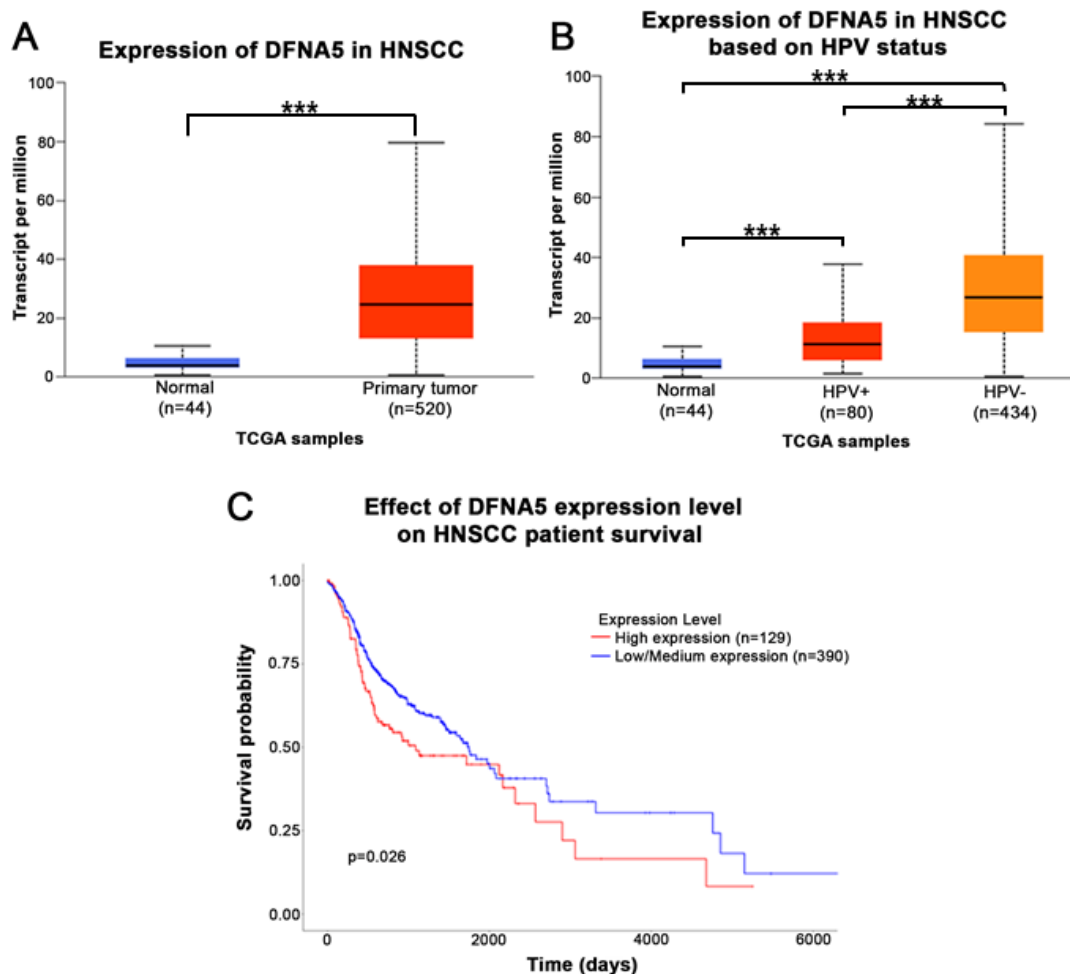 A
Expression of DFNA5 in HNSCC
Transcript per million
100
80
60
40
20
0
***
Normal
(n=44)
Primary tumor
(n=520)
TCGA samples
B
Expression of DFNA5 in HNSCC
based on HPV status
Transcript per million
100
80
60
40
20
0
***
***
***
Normal
(n=44)
HPV+
(n=80)
HPV-
(n=434)
TCGA samples
C
Effect of DFNA5 expression level
on HNSCC patient survival
Survival probability
1.00
0.75
0.50
0.25
0.00
Expression Level
High expression (n=129)
Low/Medium expression (n=390)
p=0.026
0
2000
4000
6000
Time (days)